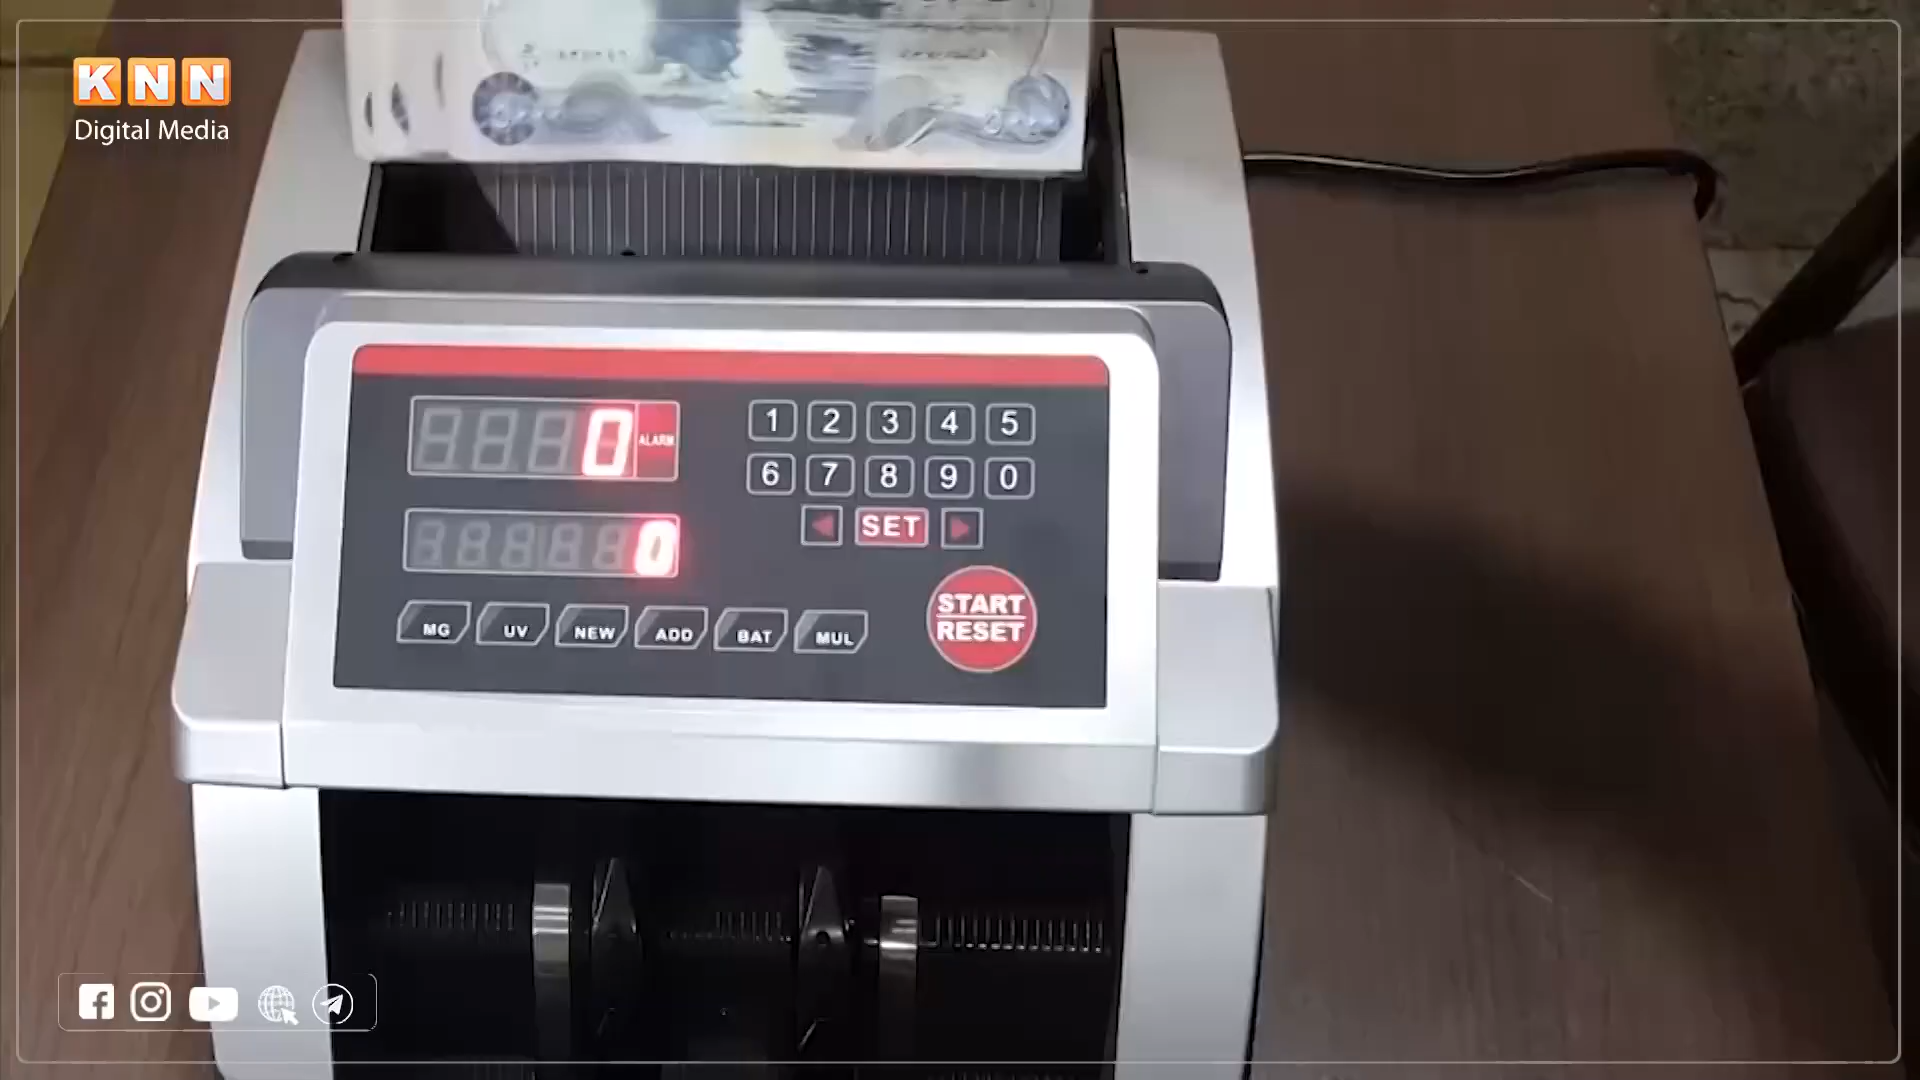 KNN
Digital Media
0 ALARM
0
1 2 3 4 5
6 7 8 9 0
SET
START
RESET
MG UV NEW ADD BAT MUL